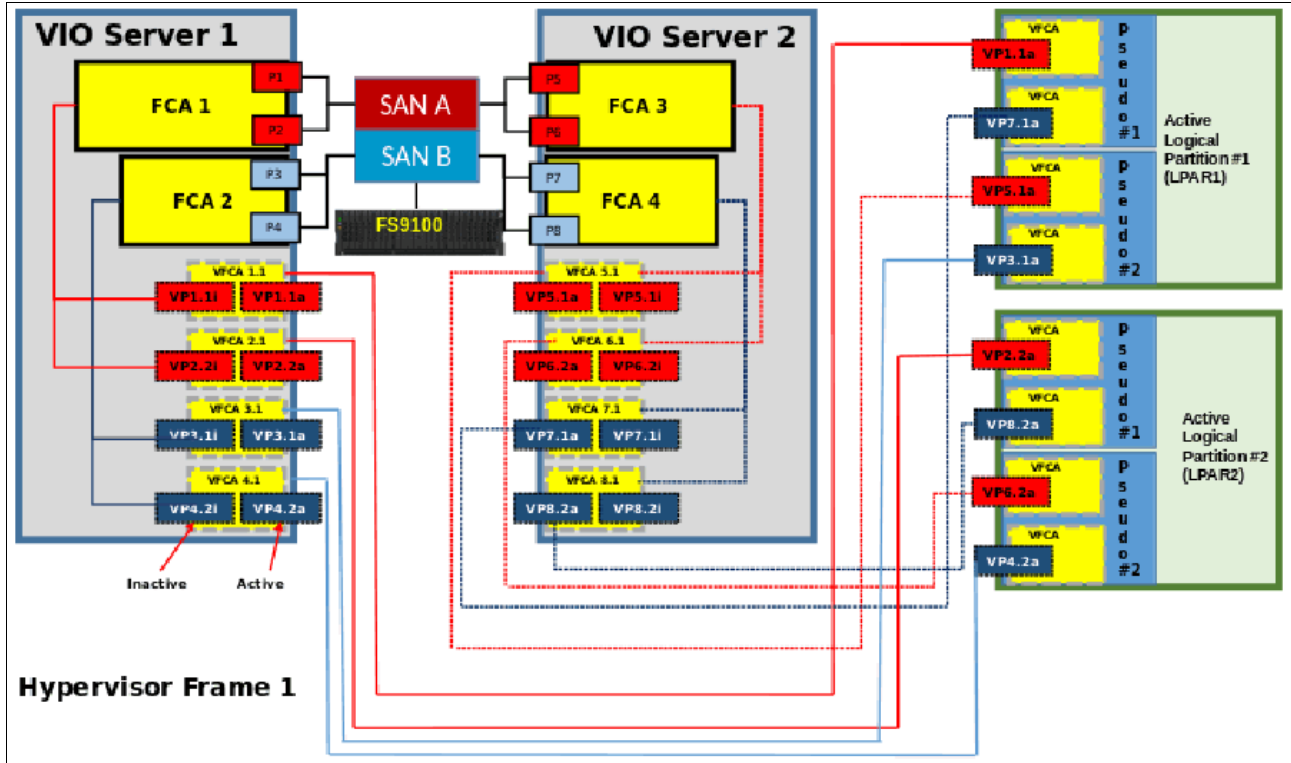 VIO Server 1
P1
FCA 1
P2
P3
FCA 2
P4
SAN A
SAN B
FS9100
VFCA 1.1
VP1.1i
VP1.1a
VFCA 2.1
VP2.2i
VP2.2a
VFCA 3.1
VP3.1i
VP3.1a
VFCA 4.1
VP4.2i
VP4.2a
Inactive
Active
VIO Server 2
P5
FCA 3
P6
P7
FCA 4
P8
VFCA 5.1
VP5.1a
VP5.1i
VFCA 6.1
VP6.2a
VP6.2i
VFCA 7.1
VP7.1a
VP7.1i
VFCA 8.1
VP8.2a
VP8.2i
VFCA
VP1.1a
VFCA
VP7.1a
Pseudo #1
VFCA
VP5.1a
VFCA
VP3.1a
Pseudo #2
Active
Logical
Partition #1
(LPAR1)
VFCA
VP2.2a
VFCA
VP8.2a
Pseudo #1
VFCA
VP6.2a
VFCA
VP4.2a
Pseudo #2
Active
Logical
Partition #2
(LPAR2)
Hypervisor Frame 1